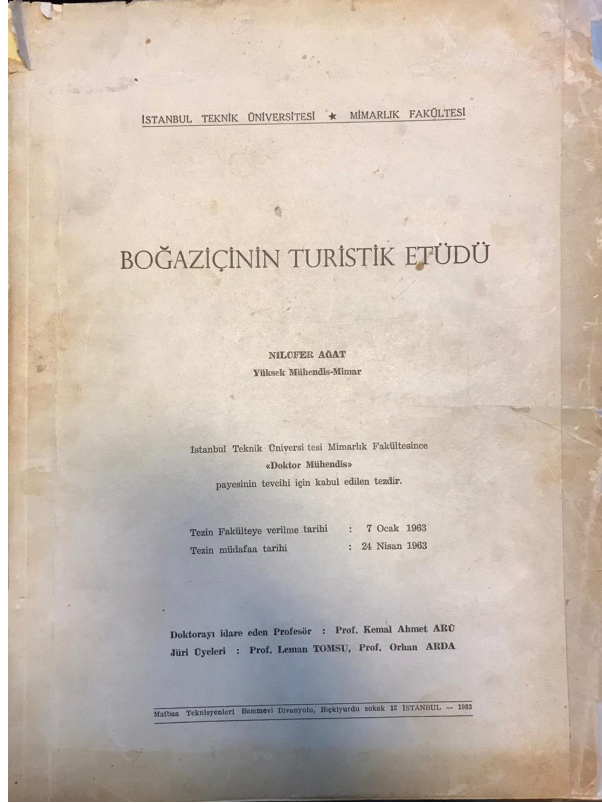 İSTANBUL TEKNİK ÜNİVERSİTESİ ★ MİMARLIK FAKÜLTESİ
BOĞAZİÇİNİN TURİSTİK ETÜDÜ
NİLÜFER AĞAT
Yüksek Mühendis-Mimar
İstanbul Teknik Üniversi tesi Mimarlık Fakültesince
«Doktor Mühendis»
payesinin tevcihi için kabul edilen tezdir.
Tezin Fakülteye verilme tarihi : 7 Ocak 1963
Tezin müdafaa tarihi : 24 Nisan 1963
Doktorayı idare eden Profesör : Prof. Kemal Ahmet ARÜ
Jüri Üyeleri : Prof. Leman TOMSU, Prof. Orhan ARDA
Matbaa Teknisyenleri Basımevi Divanyolu, Biçkiyurdu sokak 12 İSTANBUL — 1963